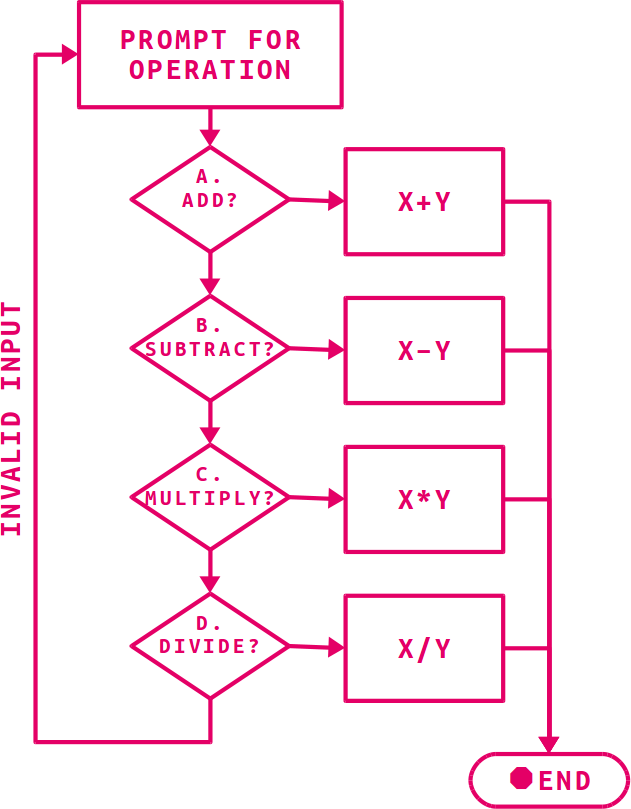 PROMPT FOR
OPERATION
A.
ADD?
X+Y
B.
SUBTRACT?
X-Y
C.
MULTIPLY?
X*Y
D.
DIVIDE?
X/Y
INVALID INPUT
END